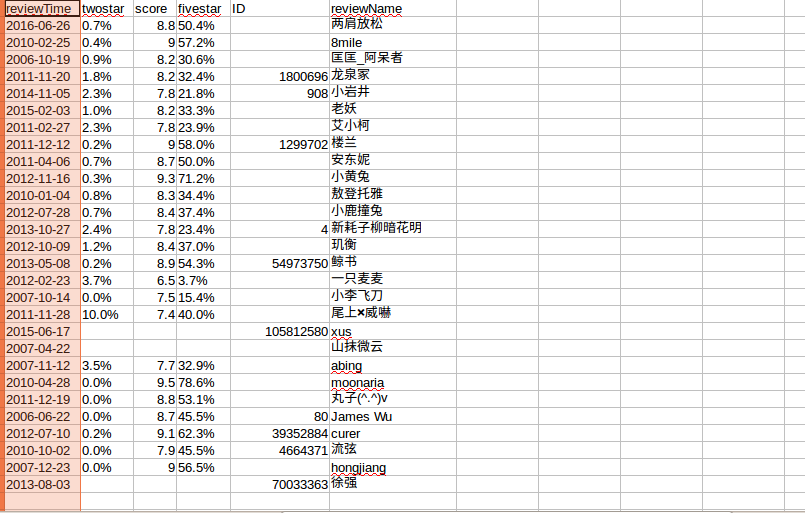 reviewTime twostar score fivestar ID reviewName
2016-06-26 0.7% 8.8 50.4% 两肩放松
2010-02-25 0.4% 9 57.2% 8mile
2006-10-19 0.9% 8.2 30.6% 匡匡_阿呆者
2011-11-20 1.8% 8.2 32.4% 1800696 龙泉冢
2014-11-05 2.3% 7.8 21.8% 908 小岩井
2015-02-03 1.0% 8.2 33.3% 老妖
2011-02-27 2.3% 7.8 23.9% 艾小柯
2011-12-12 0.2% 9 58.0% 1299702 楼兰
2011-04-06 0.7% 8.7 50.0% 安东妮
2012-11-16 0.3% 9.3 71.2% 小黄兔
2010-01-04 0.8% 8.3 34.4% 敖登托雅
2012-07-28 0.7% 8.4 37.4% 小鹿撞兔
2013-10-27 2.4% 7.8 23.4% 4 新耗子柳暗花明
2012-10-09 1.2% 8.4 37.0% 玑衡
2013-05-08 0.2% 8.9 54.3% 54973750 鲸书
2012-02-23 3.7% 6.5 3.7% 一只麦麦
2007-10-14 0.0% 7.5 15.4% 小李飞刀
2011-11-28 10.0% 7.4 40.0% 尾上×威嚇
2015-06-17 105812580 xus
2007-04-22 山抹微云
2007-11-12 3.5% 7.7 32.9% abing
2010-04-28 0.0% 9.5 78.6% moonaria
2011-12-19 0.0% 8.8 53.1% 丸子(^.^)v
2006-06-22 0.0% 8.7 45.5% 80 James Wu
2012-07-10 0.2% 9.1 62.3% 39352884 curer
2010-10-02 0.0% 7.9 45.5% 4664371 流弦
2007-12-23 0.0% 9 56.5% hongjiang
2013-08-03 70033363 徐强